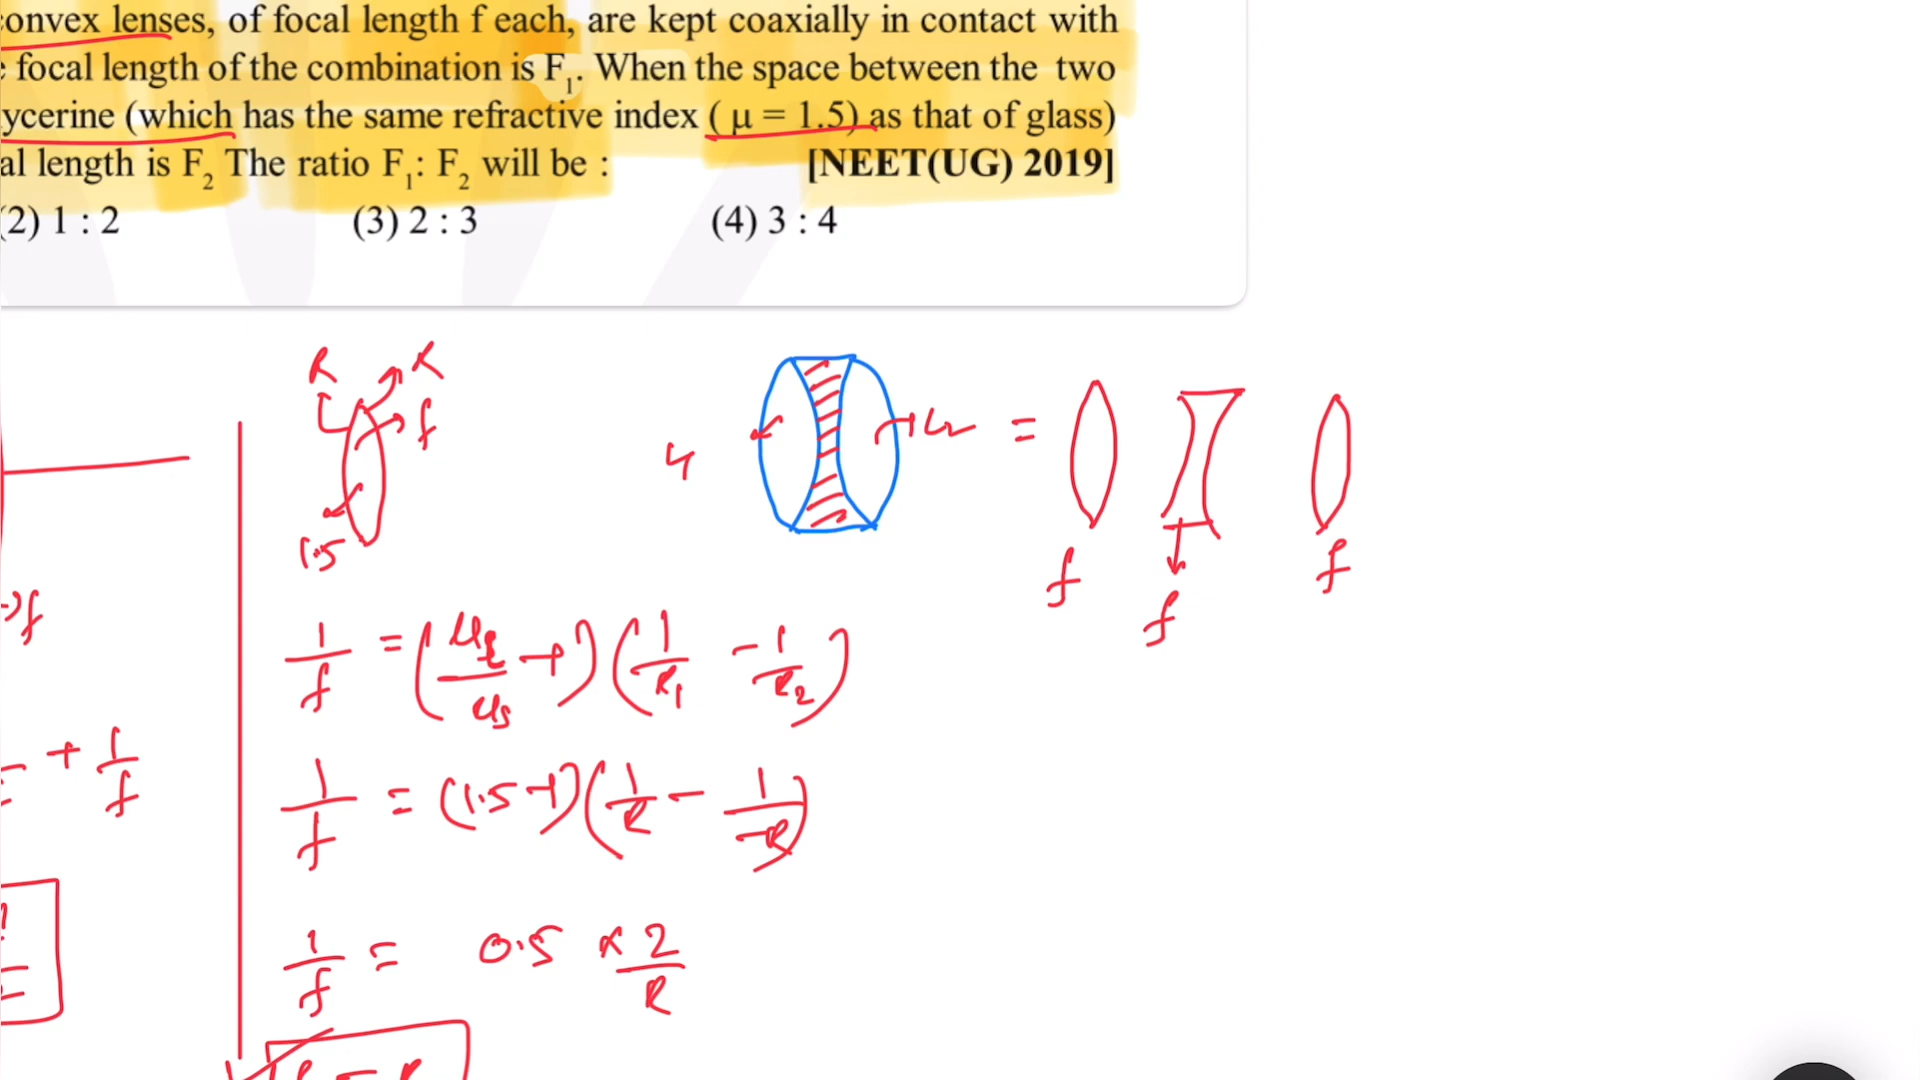 convex lenses, of focal length f each, are kept coaxially in contact with
focal length of the combination is F₁. When the space between the two
ycerine (which has the same refractive index ( μ = 1.5) as that of glass)
al length is F₂ The ratio F₁: F₂ will be : [NEET(UG) 2019]
(2) 1 : 2 (3) 2 : 3 (4) 3 : 4
R R
f
1.5
=
f f f
f
+ 1/f
1/f = (μ_l/μ_s - 1)(1/R₁ - 1/R₂)
1/f = (1.5-1)(1/R - 1/-R)
1/f = 0.5 × 2/R